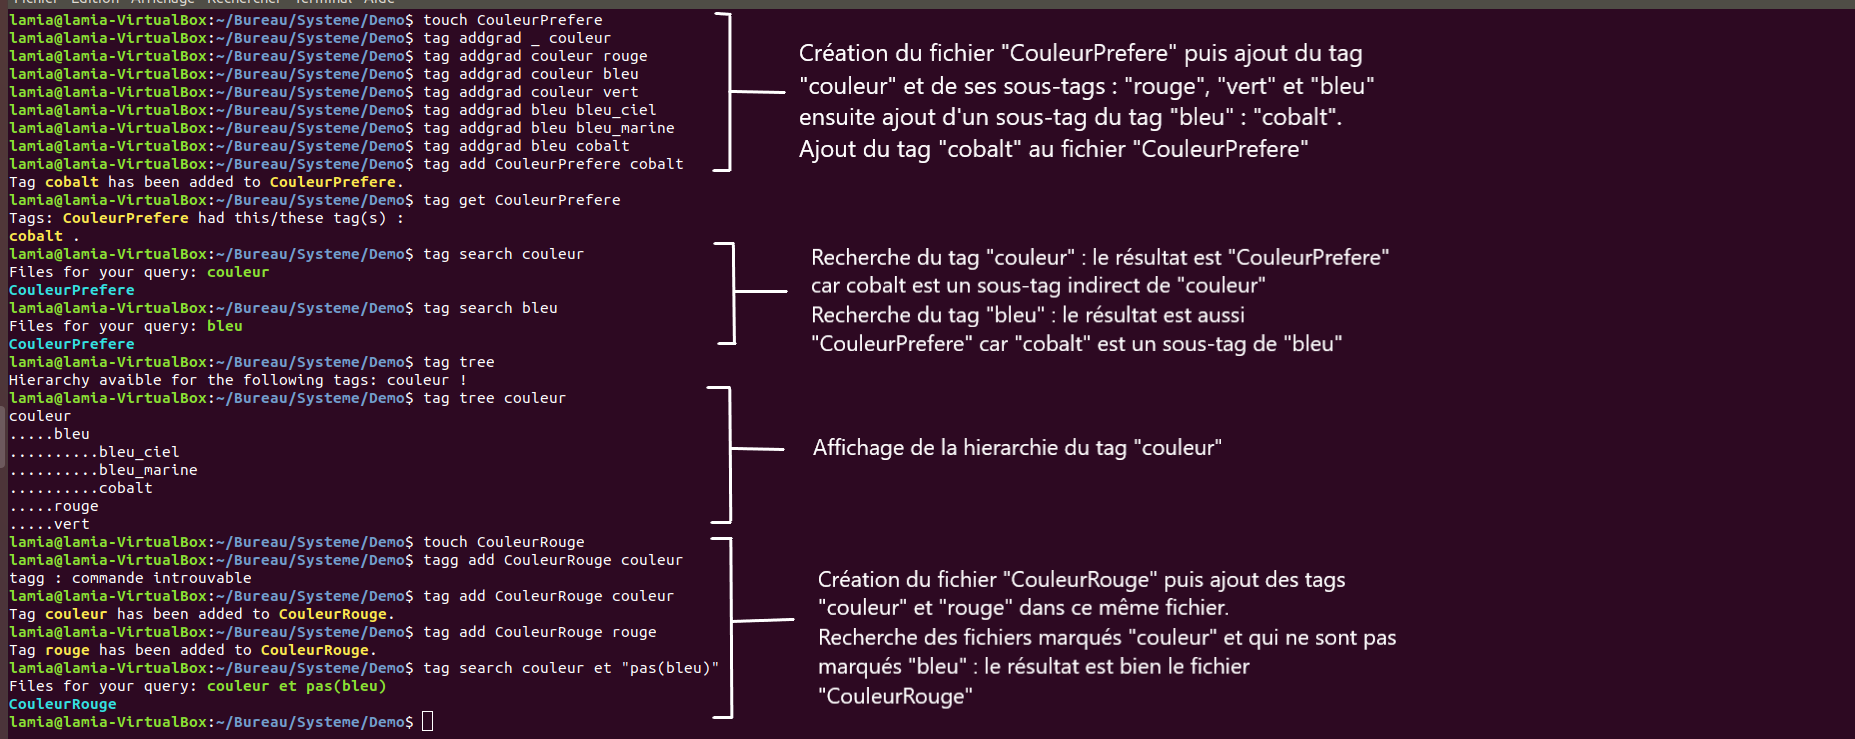 Fichier Édition Affichage Rechercher Terminal Aide
lamia@lamia-VirtualBox:~/Bureau/Systeme/Demo$ touch CouleurPrefere
lamia@lamia-VirtualBox:~/Bureau/Systeme/Demo$ tag addgrad _ couleur
lamia@lamia-VirtualBox:~/Bureau/Systeme/Demo$ tag addgrad couleur rouge
lamia@lamia-VirtualBox:~/Bureau/Systeme/Demo$ tag addgrad couleur bleu
lamia@lamia-VirtualBox:~/Bureau/Systeme/Demo$ tag addgrad couleur vert
lamia@lamia-VirtualBox:~/Bureau/Systeme/Demo$ tag addgrad bleu bleu_ciel
lamia@lamia-VirtualBox:~/Bureau/Systeme/Demo$ tag addgrad bleu bleu_marine
lamia@lamia-VirtualBox:~/Bureau/Systeme/Demo$ tag addgrad bleu cobalt
lamia@lamia-VirtualBox:~/Bureau/Systeme/Demo$ tag add CouleurPrefere cobalt
Tag cobalt has been added to CouleurPrefere.
lamia@lamia-VirtualBox:~/Bureau/Systeme/Demo$ tag get CouleurPrefere
Tags: CouleurPrefere had this/these tag(s) :
cobalt .
lamia@lamia-VirtualBox:~/Bureau/Systeme/Demo$ tag search couleur
Files for your query: couleur
CouleurPrefere
lamia@lamia-VirtualBox:~/Bureau/Systeme/Demo$ tag search bleu
Files for your query: bleu
CouleurPrefere
lamia@lamia-VirtualBox:~/Bureau/Systeme/Demo$ tag tree
Hierarchy avaible for the following tags: couleur !
lamia@lamia-VirtualBox:~/Bureau/Systeme/Demo$ tag tree couleur
couleur
.....bleu
..........bleu_ciel
..........bleu_marine
..........cobalt
.....rouge
.....vert
lamia@lamia-VirtualBox:~/Bureau/Systeme/Demo$ touch CouleurRouge
lamia@lamia-VirtualBox:~/Bureau/Systeme/Demo$ tagg add CouleurRouge couleur
tagg : commande introuvable
lamia@lamia-VirtualBox:~/Bureau/Systeme/Demo$ tag add CouleurRouge couleur
Tag couleur has been added to CouleurRouge.
lamia@lamia-VirtualBox:~/Bureau/Systeme/Demo$ tag add CouleurRouge rouge
Tag rouge has been added to CouleurRouge.
lamia@lamia-VirtualBox:~/Bureau/Systeme/Demo$ tag search couleur et "pas(bleu)"
Files for your query: couleur et pas(bleu)
CouleurRouge
lamia@lamia-VirtualBox:~/Bureau/Systeme/Demo$
Création du fichier "CouleurPrefere" puis ajout du tag
"couleur" et de ses sous-tags : "rouge", "vert" et "bleu"
ensuite ajout d'un sous-tag du tag "bleu" : "cobalt".
Ajout du tag "cobalt" au fichier "CouleurPrefere"
Recherche du tag "couleur" : le résultat est "CouleurPrefere"
car cobalt est un sous-tag indirect de "couleur"
Recherche du tag "bleu" : le résultat est aussi
"CouleurPrefere" car "cobalt" est un sous-tag de "bleu"
Affichage de la hierarchie du tag "couleur"
Création du fichier "CouleurRouge" puis ajout des tags
"couleur" et "rouge" dans ce même fichier.
Recherche des fichiers marqués "couleur" et qui ne sont pas
marqués "bleu" : le résultat est bien le fichier
"CouleurRouge"